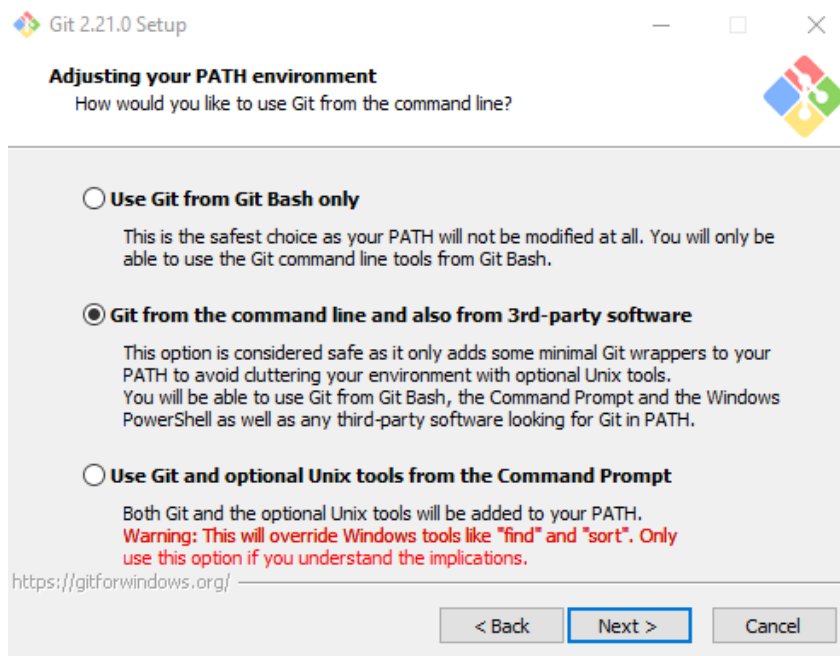 Git 2.21.0 Setup
Adjusting your PATH environment
How would you like to use Git from the command line?
Use Git from Git Bash only
This is the safest choice as your PATH will not be modified at all. You will only be
able to use the Git command line tools from Git Bash.
Git from the command line and also from 3rd-party software
This option is considered safe as it only adds some minimal Git wrappers to your
PATH to avoid cluttering your environment with optional Unix tools.
You will be able to use Git from Git Bash, the Command Prompt and the Windows
PowerShell as well as any third-party software looking for Git in PATH.
Use Git and optional Unix tools from the Command Prompt
Both Git and the optional Unix tools will be added to your PATH.
Warning: This will override Windows tools like "find" and "sort". Only
use this option if you understand the implications.
https://gitforwindows.org/
< Back Next > Cancel